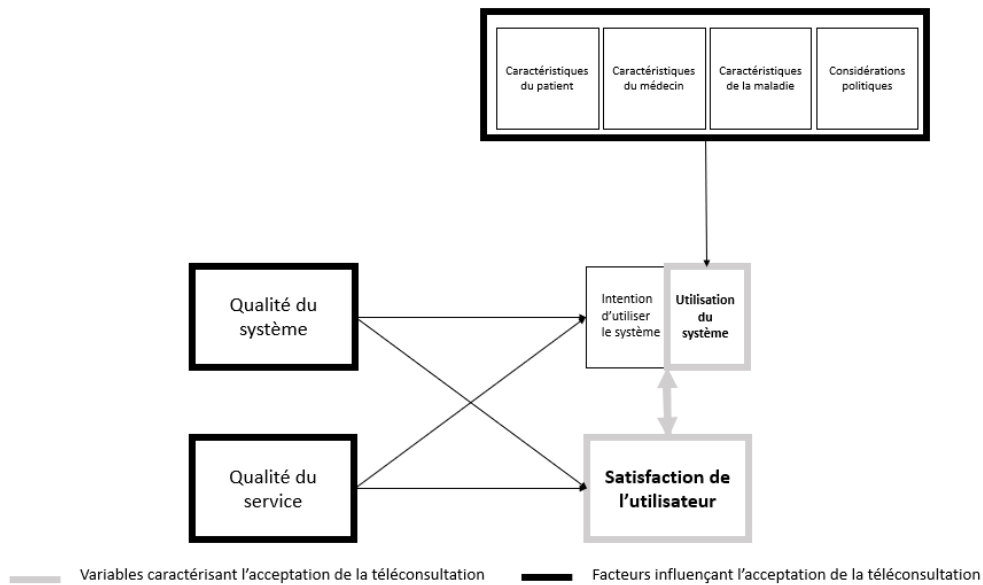 Caractéristiques
du patient
Caractéristiques
du médecin
Caractéristiques
de la maladie
Considérations
politiques
Qualité du
système
Intention
d'utiliser
le système
Utilisation
du
système
Qualité du
service
Satisfaction de
l'utilisateur
Variables caractérisant l'acceptation de la téléconsultation
Facteurs influençant l'acceptation de la téléconsultation